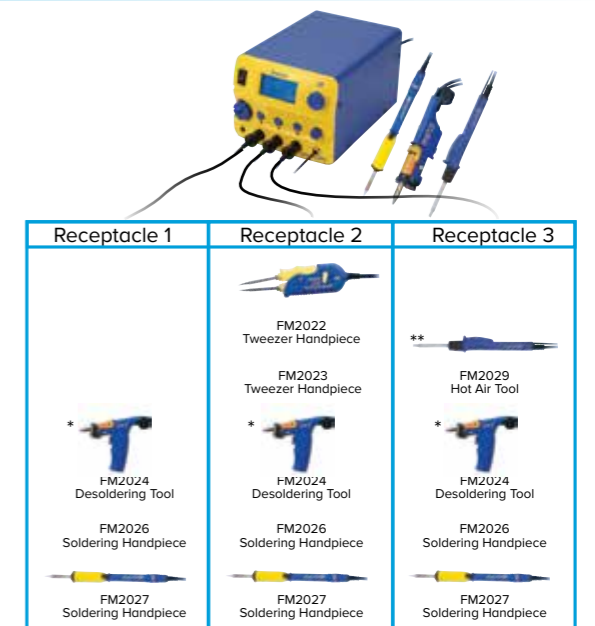 Receptacle 1
Receptacle 2
Receptacle 3
FM2022
Tweezer Handpiece
FM2023
Tweezer Handpiece
**
FM2029
Hot Air Tool
*
FM2024
Desoldering Tool
*
FM2024
Desoldering Tool
*
FM2024
Desoldering Tool
FM2026
Soldering Handpiece
FM2026
Soldering Handpiece
FM2026
Soldering Handpiece
FM2027
Soldering Handpiece
FM2027
Soldering Handpiece
FM2027
Soldering Handpiece